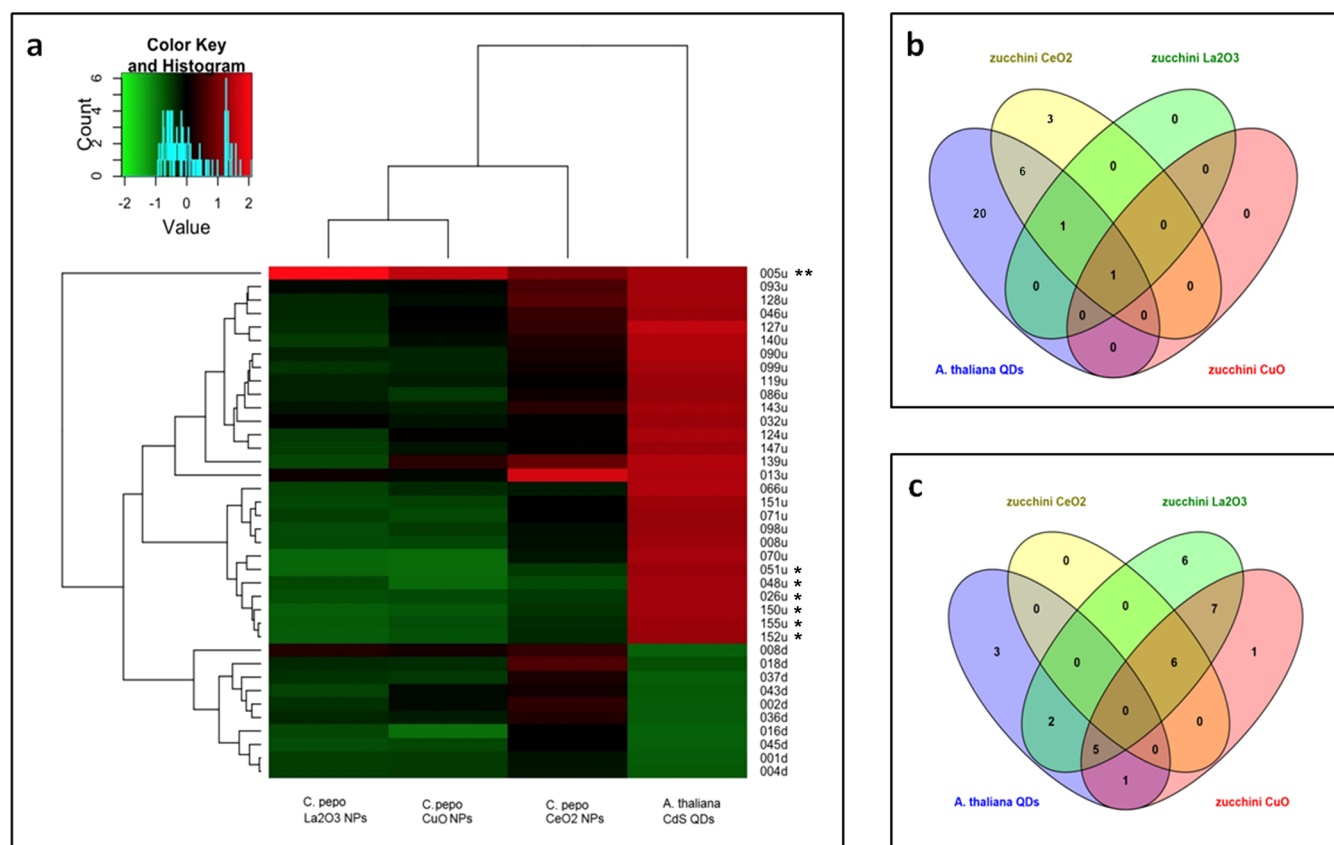 a
Color Key
and Histogram
Count
0 2 4 6
-2 -1 0 1 2
Value
005u **
093u
128u
046u
127u
140u
090u
099u
119u
086u
143u
032u
124u
147u
139u
013u
066u
151u
071u
098u
008u
070u
051u *
048u *
026u *
150u *
155u *
152u *
008d
018d
037d
043d
002d
036d
016d
045d
001d
004d
C. pepo
La2O3 NPs
C. pepo
CuO NPs
C. pepo
CeO2 NPs
A. thaliana
CdS QDs
b
zucchini CeO2
zucchini La2O3
3
0
6
0
0
20
1
0
0
1
0
0
0
0
0
A. thaliana QDs
zucchini CuO
c
zucchini CeO2
zucchini La2O3
0
6
0
0
7
3
0
6
1
2
0
0
5
0
1
A. thaliana QDs
zucchini CuO